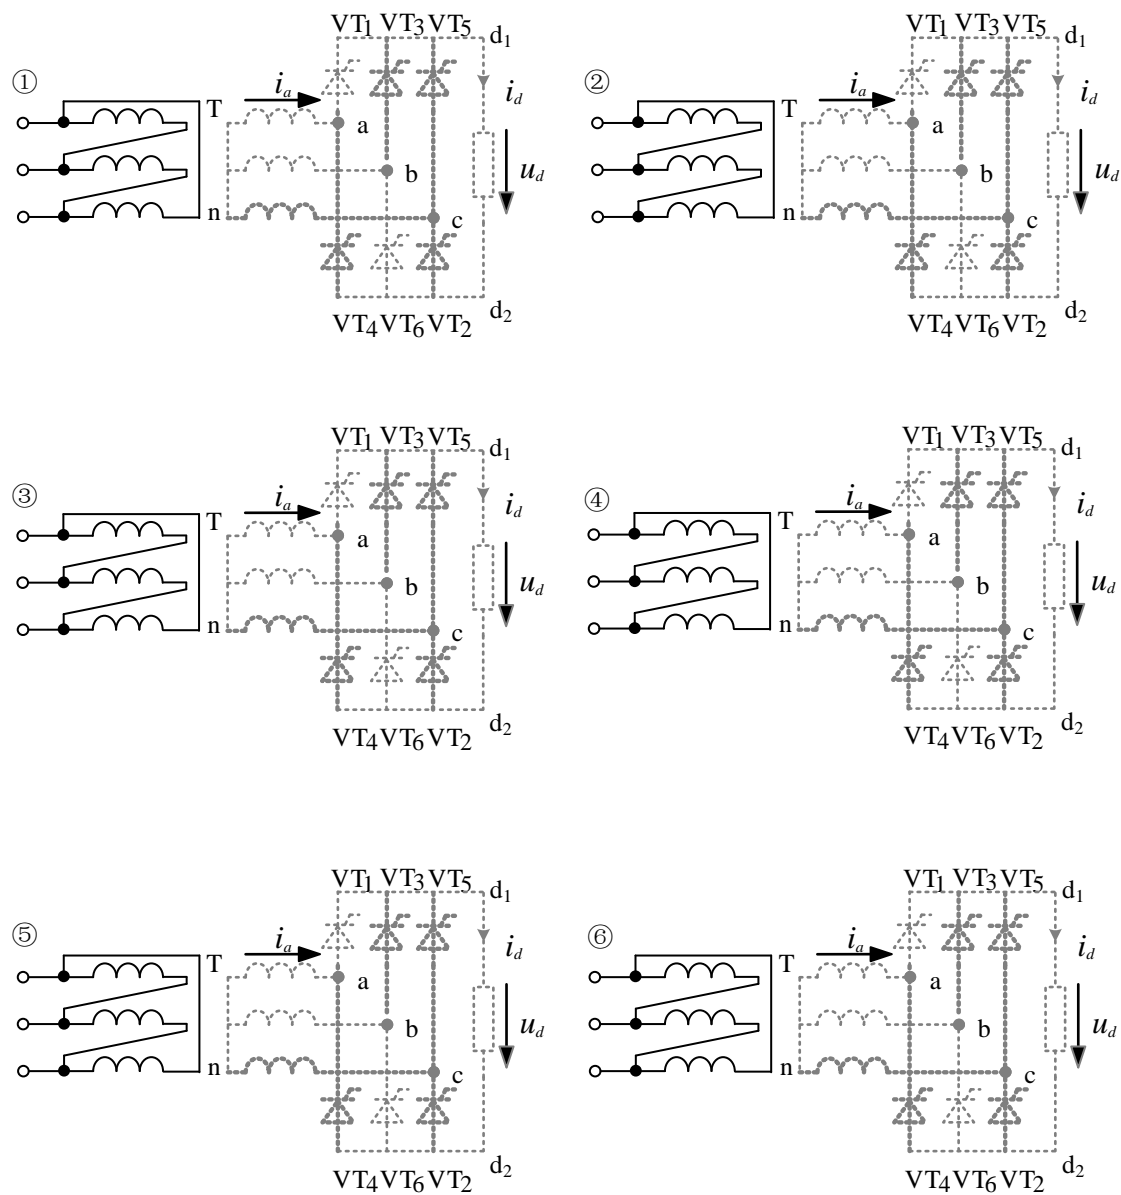 VT1 VT3 VT5 d1
① T ia a id
b ud
n c
VT4 VT6 VT2 d2
VT1 VT3 VT5 d1
② T ia a id
b ud
n c
VT4 VT6 VT2 d2
VT1 VT3 VT5 d1
③ T ia a id
b ud
n c
VT4 VT6 VT2 d2
VT1 VT3 VT5 d1
④ T ia a id
b ud
n c
VT4 VT6 VT2 d2
VT1 VT3 VT5 d1
⑤ T ia a id
b ud
n c
VT4 VT6 VT2 d2
VT1 VT3 VT5 d1
⑥ T ia a id
b ud
n c
VT4 VT6 VT2 d2